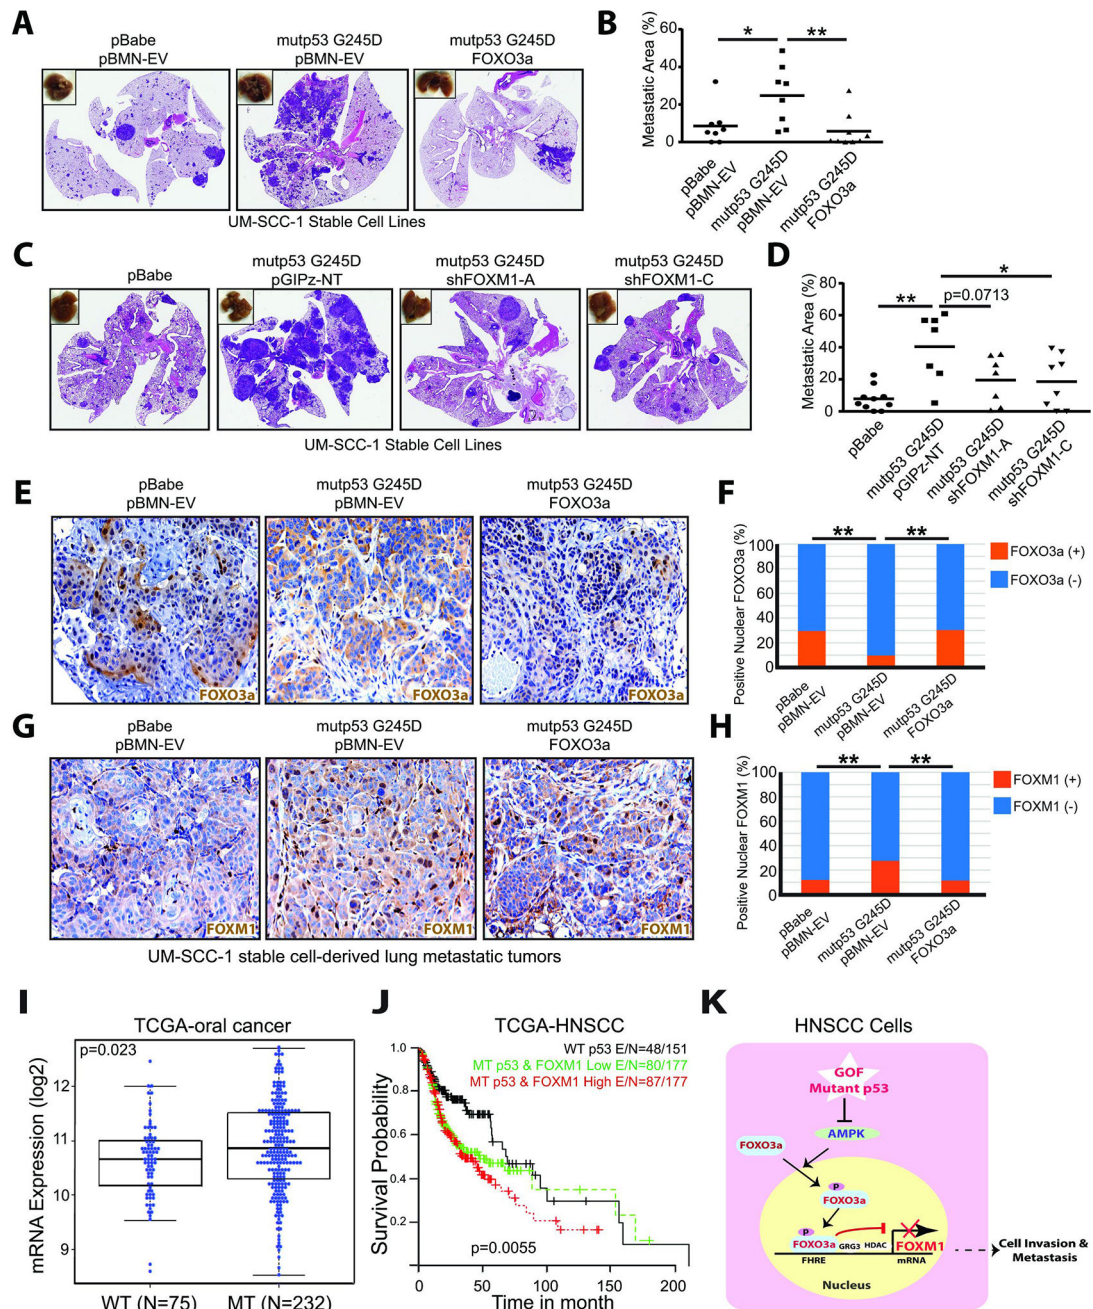 A
pBabe
pBMN-EV
mutp53 G245D
pBMN-EV
mutp53 G245D
FOXO3a
UM-SCC-1 Stable Cell Lines
B
Metastatic Area (%)
60
40
20
0
*
**
pBabe
pBMN-EV
mutp53 G245D
pBMN-EV
mutp53 G245D
FOXO3a
C
pBabe
mutp53 G245D
pGIPz-NT
mutp53 G245D
shFOXM1-A
mutp53 G245D
shFOXM1-C
UM-SCC-1 Stable Cell Lines
D
Metastatic Area (%)
80
60
40
20
0
*
**
p=0.0713
pBabe
mutp53 G245D
pGIPz-NT
mutp53 G245D
shFOXM1-A
mutp53 G245D
shFOXM1-C
E
pBabe
pBMN-EV
mutp53 G245D
pBMN-EV
mutp53 G245D
FOXO3a
FOXO3a
FOXO3a
FOXO3a
F
Positive Nuclear FOXO3a (%)
100
80
60
40
20
0
**
**
FOXO3a (+)
FOXO3a (-)
pBabe
pBMN-EV
mutp53 G245D
pBMN-EV
mutp53 G245D
FOXO3a
G
pBabe
pBMN-EV
mutp53 G245D
pBMN-EV
mutp53 G245D
FOXO3a
FOXM1
FOXM1
FOXM1
UM-SCC-1 stable cell-derived lung metastatic tumors
H
Positive Nuclear FOXM1 (%)
100
80
60
40
20
0
**
**
FOXM1 (+)
FOXM1 (-)
pBabe
pBMN-EV
mutp53 G245D
pBMN-EV
mutp53 G245D
FOXO3a
I
TCGA-oral cancer
p=0.023
mRNA Expression (log2)
12
11
10
9
WT (N=75)
MT (N=232)
J
TCGA-HNSCC
WT p53 E/N=48/151
MT p53 & FOXM1 Low E/N=80/177
MT p53 & FOXM1 High E/N=87/177
Survival Probability
1.0
0.8
0.6
0.4
0.2
p=0.0055
0
50
100
150
200
Time in month
K
HNSCC Cells
GOF
Mutant p53
AMPK
FOXO3a
P
FOXO3a
P
FOXO3a
GRG3
HDAC
FOXM1
FHRE
mRNA
Nucleus
Cell Invasion &
Metastasis